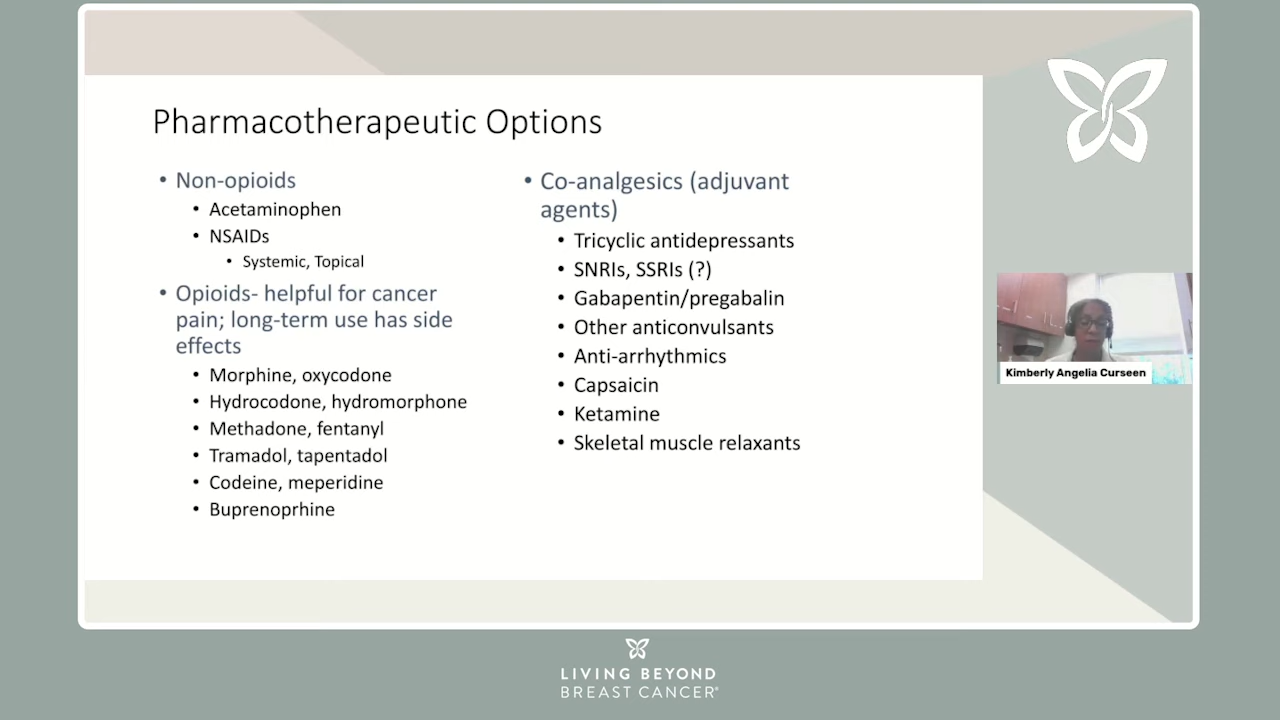 Pharmacotherapeutic Options
• Non-opioids
• Acetaminophen
• NSAIDs
• Systemic, Topical
• Opioids- helpful for cancer
pain; long-term use has side
effects
• Morphine, oxycodone
• Hydrocodone, hydromorphone
• Methadone, fentanyl
• Tramadol, tapentadol
• Codeine, meperidine
• Buprenoprhine
• Co-analgesics (adjuvant
agents)
• Tricyclic antidepressants
• SNRIs, SSRIs (?)
• Gabapentin/pregabalin
• Other anticonvulsants
• Anti-arrhythmics
• Capsaicin
• Ketamine
• Skeletal muscle relaxants
Kimberly Angelia Curseen
LIVING BEYOND
BREAST CANCER®